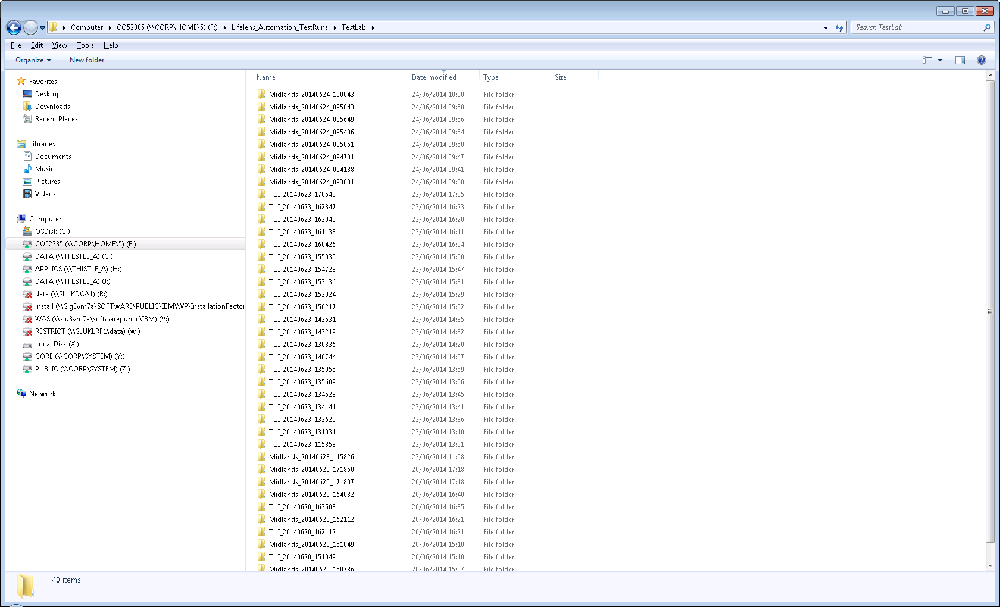 Computer CO52385 (\\CORP\HOME\5) (F:) Lifelens_Automation_TestRuns TestLab
Search TestLab
File Edit View Tools Help
Organize New folder
Favorites
Desktop
Downloads
Recent Places
Libraries
Documents
Music
Pictures
Videos
Computer
OSDisk (C:)
CO52385 (\\CORP\HOME\5) (F:)
DATA (\\THISTLE_A) (G:)
APPLICS (\\THISTLE_A) (H:)
DATA (\\THISTLE_A) (J:)
data (\\SLUKDCA1) (R:)
install (\\Slg8vm7a\SOFTWARE\PUBLIC\IBM\WP\InstallationFactor
WAS (\\slg8vm7a\softwarepublic\IBM) (V:)
RESTRICT (\\SLUKLRF1\data) (W:)
Local Disk (X:)
CORE (\\CORP\SYSTEM) (Y:)
PUBLIC (\\CORP\SYSTEM) (Z:)
Network
Name Date modified Type Size
Midlands_20140624_100043 24/06/2014 10:00 File folder
Midlands_20140624_095843 24/06/2014 09:58 File folder
Midlands_20140624_095649 24/06/2014 09:56 File folder
Midlands_20140624_095436 24/06/2014 09:54 File folder
Midlands_20140624_095051 24/06/2014 09:50 File folder
Midlands_20140624_094701 24/06/2014 09:47 File folder
Midlands_20140624_094138 24/06/2014 09:41 File folder
Midlands_20140624_093831 24/06/2014 09:38 File folder
TUI_20140623_170549 23/06/2014 17:05 File folder
TUI_20140623_162347 23/06/2014 16:23 File folder
TUI_20140623_162040 23/06/2014 16:20 File folder
TUI_20140623_161133 23/06/2014 16:11 File folder
TUI_20140623_160426 23/06/2014 16:04 File folder
TUI_20140623_155030 23/06/2014 15:50 File folder
TUI_20140623_154723 23/06/2014 15:47 File folder
TUI_20140623_153136 23/06/2014 15:31 File folder
TUI_20140623_152924 23/06/2014 15:29 File folder
TUI_20140623_150217 23/06/2014 15:02 File folder
TUI_20140623_143531 23/06/2014 14:35 File folder
TUI_20140623_143219 23/06/2014 14:32 File folder
TUI_20140623_130336 23/06/2014 14:20 File folder
TUI_20140623_140744 23/06/2014 14:07 File folder
TUI_20140623_135955 23/06/2014 13:59 File folder
TUI_20140623_135609 23/06/2014 13:56 File folder
TUI_20140623_134528 23/06/2014 13:45 File folder
TUI_20140623_134141 23/06/2014 13:41 File folder
TUI_20140623_133629 23/06/2014 13:36 File folder
TUI_20140623_131031 23/06/2014 13:10 File folder
TUI_20140623_115853 23/06/2014 13:01 File folder
Midlands_20140623_115826 23/06/2014 11:58 File folder
Midlands_20140620_171850 20/06/2014 17:18 File folder
Midlands_20140620_171807 20/06/2014 17:18 File folder
Midlands_20140620_164032 20/06/2014 16:40 File folder
TUI_20140620_163508 20/06/2014 16:35 File folder
Midlands_20140620_162112 20/06/2014 16:21 File folder
TUI_20140620_162112 20/06/2014 16:21 File folder
Midlands_20140620_151049 20/06/2014 15:10 File folder
TUI_20140620_151049 20/06/2014 15:10 File folder
Midlands_20140620_150736 20/06/2014 15:07 File folder
40 items